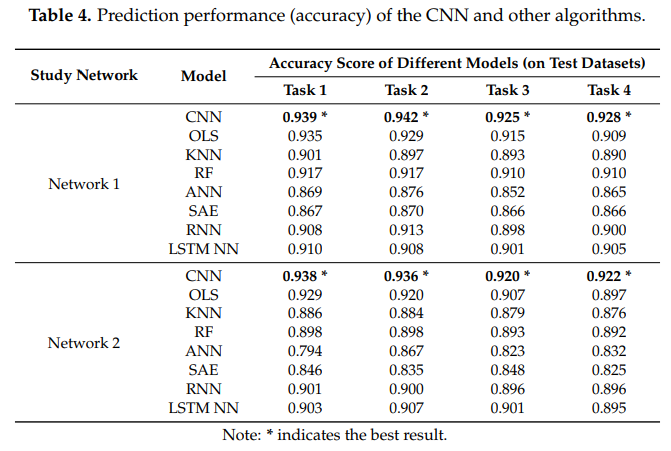 Table 4. Prediction performance (accuracy) of the CNN and other algorithms.
Study Network Model Accuracy Score of Different Models (on Test Datasets)
Task 1 Task 2 Task 3 Task 4
Network 1
CNN 0.939 * 0.942 * 0.925 * 0.928 *
OLS 0.935 0.929 0.915 0.909
KNN 0.901 0.897 0.893 0.890
RF 0.917 0.917 0.910 0.910
ANN 0.869 0.876 0.852 0.865
SAE 0.867 0.870 0.866 0.866
RNN 0.908 0.913 0.898 0.900
LSTM NN 0.910 0.908 0.901 0.905
Network 2
CNN 0.938 * 0.936 * 0.920 * 0.922 *
OLS 0.929 0.920 0.907 0.897
KNN 0.886 0.884 0.879 0.876
RF 0.898 0.898 0.893 0.892
ANN 0.794 0.867 0.823 0.832
SAE 0.846 0.835 0.848 0.825
RNN 0.901 0.900 0.896 0.896
LSTM NN 0.903 0.907 0.901 0.895
Note: * indicates the best result.